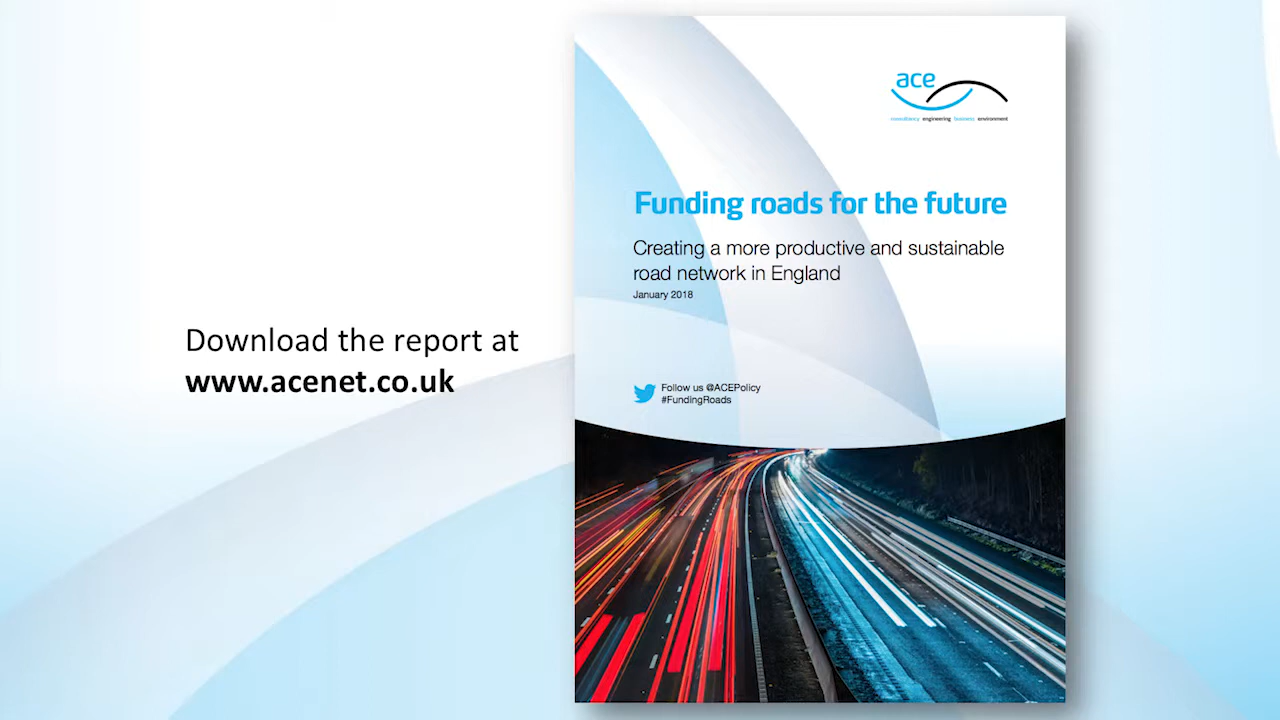 Download the report at
www.acenet.co.uk
ace
consultancy engineering business environment
Funding roads for the future
Creating a more productive and sustainable
road network in England
January 2018
Follow us @ACEPolicy
#FundingRoads